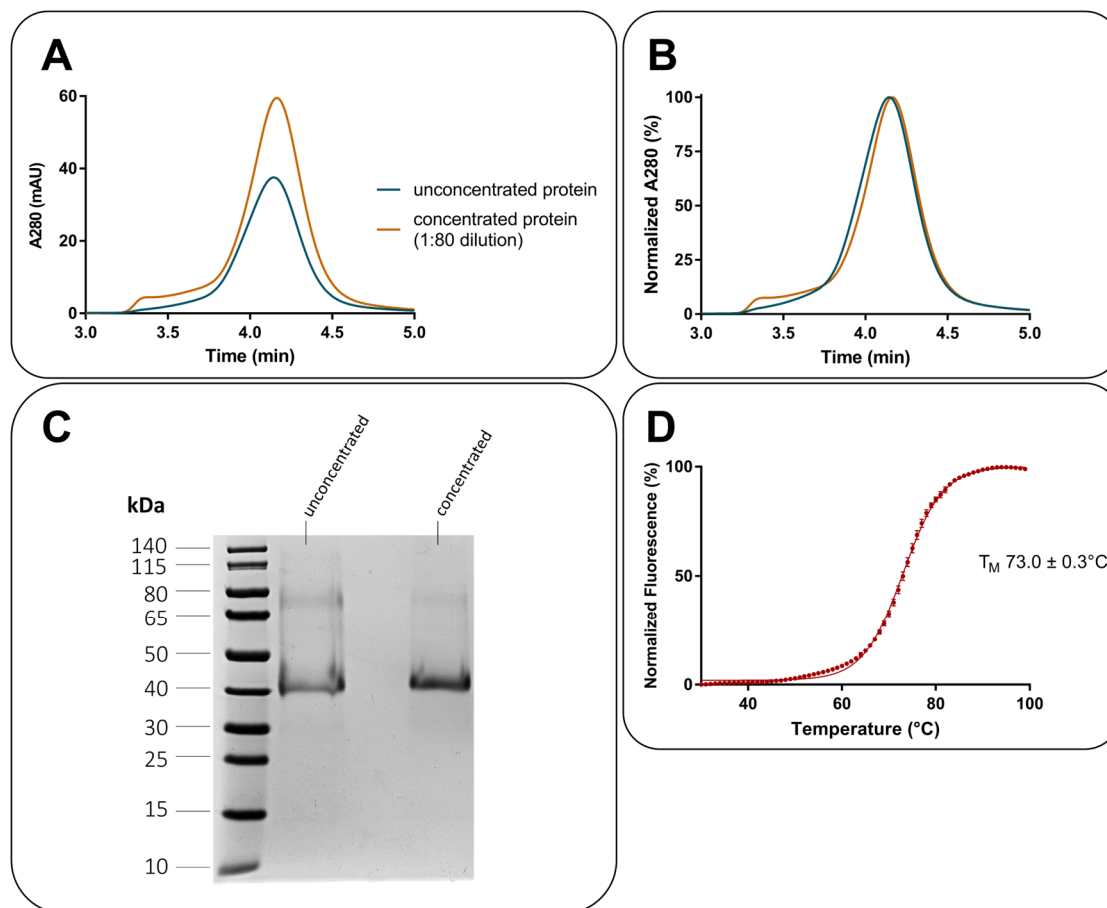 A
60
40
20
0
A280 (mAU)
3.0 3.5 4.0 4.5 5.0
Time (min)
unconcentrated protein
concentrated protein
(1:80 dilution)
B
100
75
50
25
0
Normalized A280 (%)
3.0 3.5 4.0 4.5 5.0
Time (min)
C
unconcentrated
concentrated
kDa
140
115
80
65
50
40
30
25
15
10
D
100
50
0
Normalized Fluorescence (%)
40 60 80 100
Temperature (°C)
TM 73.0 ± 0.3°C